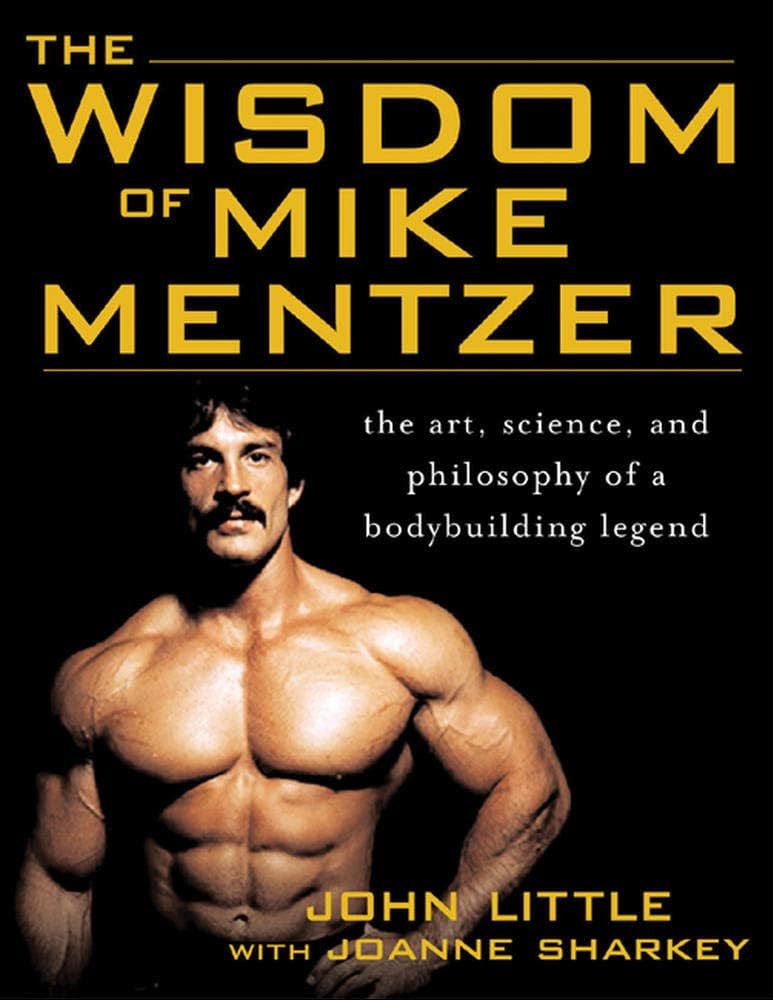 THE
WISDOM
OF MIKE
MENTZER
the art, science, and
philosophy of a
bodybuilding legend
JOHN LITTLE
WITH JOANNE SHARKEY